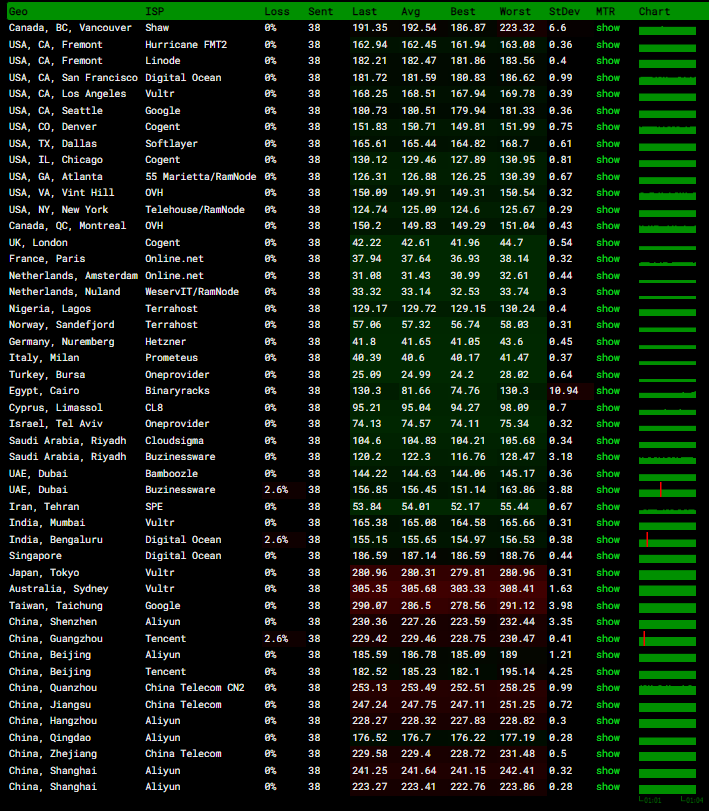 Geo ISP Loss Sent Last Avg Best Worst StDev MTR Chart
Canada, BC, Vancouver Shaw 0% 38 191.35 192.54 186.87 223.32 6.6 show
USA, CA, Fremont Hurricane FMT2 0% 38 162.94 162.45 161.94 163.08 0.36 show
USA, CA, Fremont Linode 0% 38 182.21 182.47 181.86 183.56 0.4 show
USA, CA, San Francisco Digital Ocean 0% 38 181.72 181.59 180.83 186.62 0.99 show
USA, CA, Los Angeles Vultr 0% 38 168.25 168.51 167.94 169.78 0.39 show
USA, CA, Seattle Google 0% 38 180.73 180.51 179.94 181.33 0.36 show
USA, CO, Denver Cogent 0% 38 151.83 150.71 149.81 151.99 0.75 show
USA, TX, Dallas Softlayer 0% 38 165.61 165.44 164.82 168.7 0.61 show
USA, IL, Chicago Cogent 0% 38 130.12 129.46 127.89 130.95 0.81 show
USA, GA, Atlanta 55 Marietta/RamNode 0% 38 126.31 126.88 126.25 130.39 0.67 show
USA, VA, Vint Hill OVH 0% 38 150.09 149.91 149.31 150.54 0.32 show
USA, NY, New York Telehouse/RamNode 0% 38 124.74 125.09 124.6 125.67 0.29 show
Canada, QC, Montreal OVH 0% 38 150.2 149.83 149.29 151.04 0.43 show
UK, London Cogent 0% 38 42.22 42.61 41.96 44.7 0.54 show
France, Paris Online.net 0% 38 37.94 37.64 36.93 38.14 0.32 show
Netherlands, Amsterdam Online.net 0% 38 31.08 31.43 30.99 32.61 0.44 show
Netherlands, Nuland WeservIT/RamNode 0% 38 33.32 33.14 32.53 33.74 0.3 show
Nigeria, Lagos Terrahost 0% 38 129.17 129.72 129.15 130.24 0.4 show
Norway, Sandefjord Terrahost 0% 38 57.06 57.32 56.74 58.03 0.31 show
Germany, Nuremberg Hetzner 0% 38 41.8 41.65 41.05 43.6 0.45 show
Italy, Milan Prometeus 0% 38 40.39 40.6 40.17 41.47 0.37 show
Turkey, Bursa Oneprovider 0% 38 25.09 24.99 24.2 28.02 0.64 show
Egypt, Cairo Binaryracks 0% 38 130.3 81.66 74.76 130.3 10.94 show
Cyprus, Limassol CL8 0% 38 95.21 95.04 94.27 98.09 0.7 show
Israel, Tel Aviv Oneprovider 0% 38 74.13 74.57 74.11 75.34 0.32 show
Saudi Arabia, Riyadh Cloudsigma 0% 38 104.6 104.83 104.21 105.68 0.34 show
Saudi Arabia, Riyadh Buzinessware 0% 38 120.2 122.3 116.76 128.47 3.18 show
UAE, Dubai Bamboozle 0% 38 144.22 144.63 144.06 145.17 0.36 show
UAE, Dubai Buzinessware 2.6% 38 156.85 156.45 151.14 163.86 3.88 show
Iran, Tehran SPE 0% 38 53.84 54.01 52.17 55.44 0.67 show
India, Mumbai Vultr 0% 38 165.38 165.08 164.58 165.66 0.31 show
India, Bengaluru Digital Ocean 2.6% 38 155.15 155.65 154.97 156.53 0.38 show
Singapore Digital Ocean 0% 38 186.59 187.14 186.59 188.76 0.44 show
Japan, Tokyo Vultr 0% 38 280.96 280.31 279.81 280.96 0.31 show
Australia, Sydney Vultr 0% 38 305.35 305.68 303.33 308.41 1.63 show
Taiwan, Taichung Google 0% 38 290.07 286.5 278.56 291.12 3.98 show
China, Shenzhen Aliyun 0% 38 230.36 227.26 223.59 232.44 3.35 show
China, Guangzhou Tencent 2.6% 38 229.42 229.46 228.75 230.47 0.41 show
China, Beijing Aliyun 0% 38 185.59 186.78 185.09 189 1.21 show
China, Beijing Tencent 0% 38 182.52 185.23 182.1 195.14 4.25 show
China, Quanzhou China Telecom CN2 0% 38 253.13 253.49 252.51 258.25 0.99 show
China, Jiangsu China Telecom 0% 38 247.24 247.75 247.11 251.25 0.72 show
China, Hangzhou Aliyun 0% 38 228.27 228.32 227.83 228.82 0.3 show
China, Qingdao Aliyun 0% 38 176.52 176.7 176.22 177.19 0.28 show
China, Zhejiang China Telecom 0% 38 229.58 229.4 228.72 231.48 0.5 show
China, Shanghai Aliyun 0% 38 241.25 241.64 241.15 242.41 0.32 show
China, Shanghai Aliyun 0% 38 223.27 223.41 222.76 223.86 0.28 show
01:01 01:04